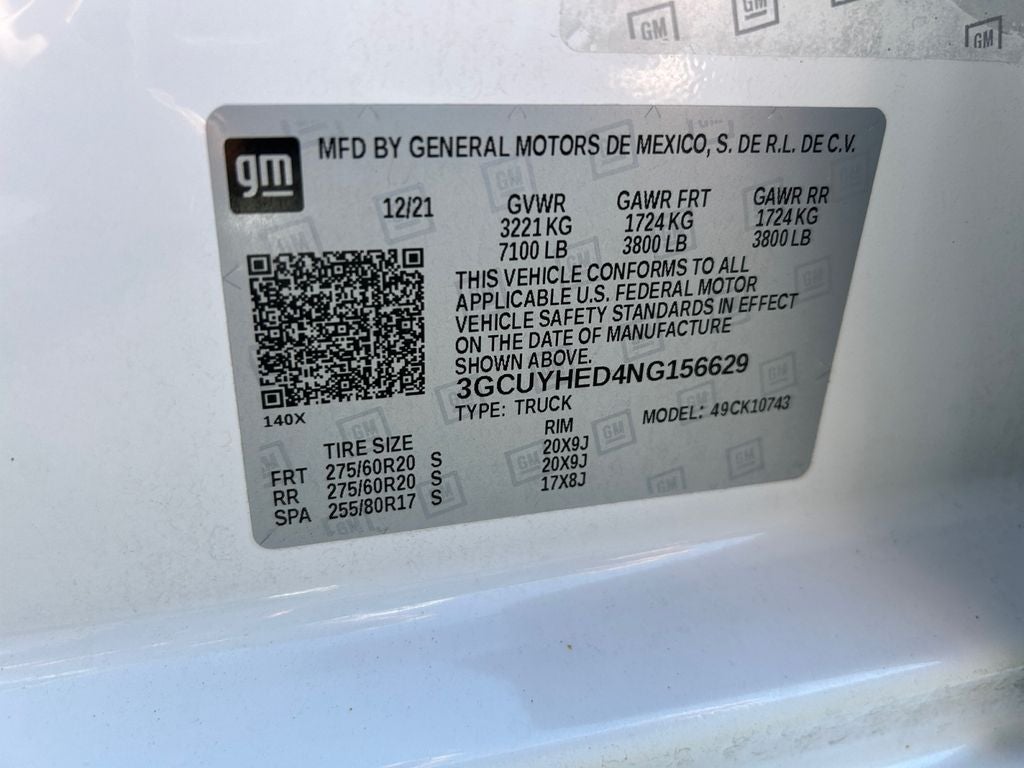 GM GM GM
gm MFD BY GENERAL MOTORS DE MEXICO, S. DE R.L. DE C.V.
12/21 GVWR GAWR FRT GAWR RR
3221 KG 1724 KG 1724 KG
7100 LB 3800 LB 3800 LB
THIS VEHICLE CONFORMS TO ALL
APPLICABLE U.S. FEDERAL MOTOR
VEHICLE SAFETY STANDARDS IN EFFECT
ON THE DATE OF MANUFACTURE
SHOWN ABOVE.
3GCUYHED4NG156629
140X
TYPE: TRUCK MODEL: 49CK10743
TIRE SIZE RIM
FRT 275/60R20 S 20X9J
RR 275/60R20 S 20X9J
SPA 255/80R17 S 17X8J